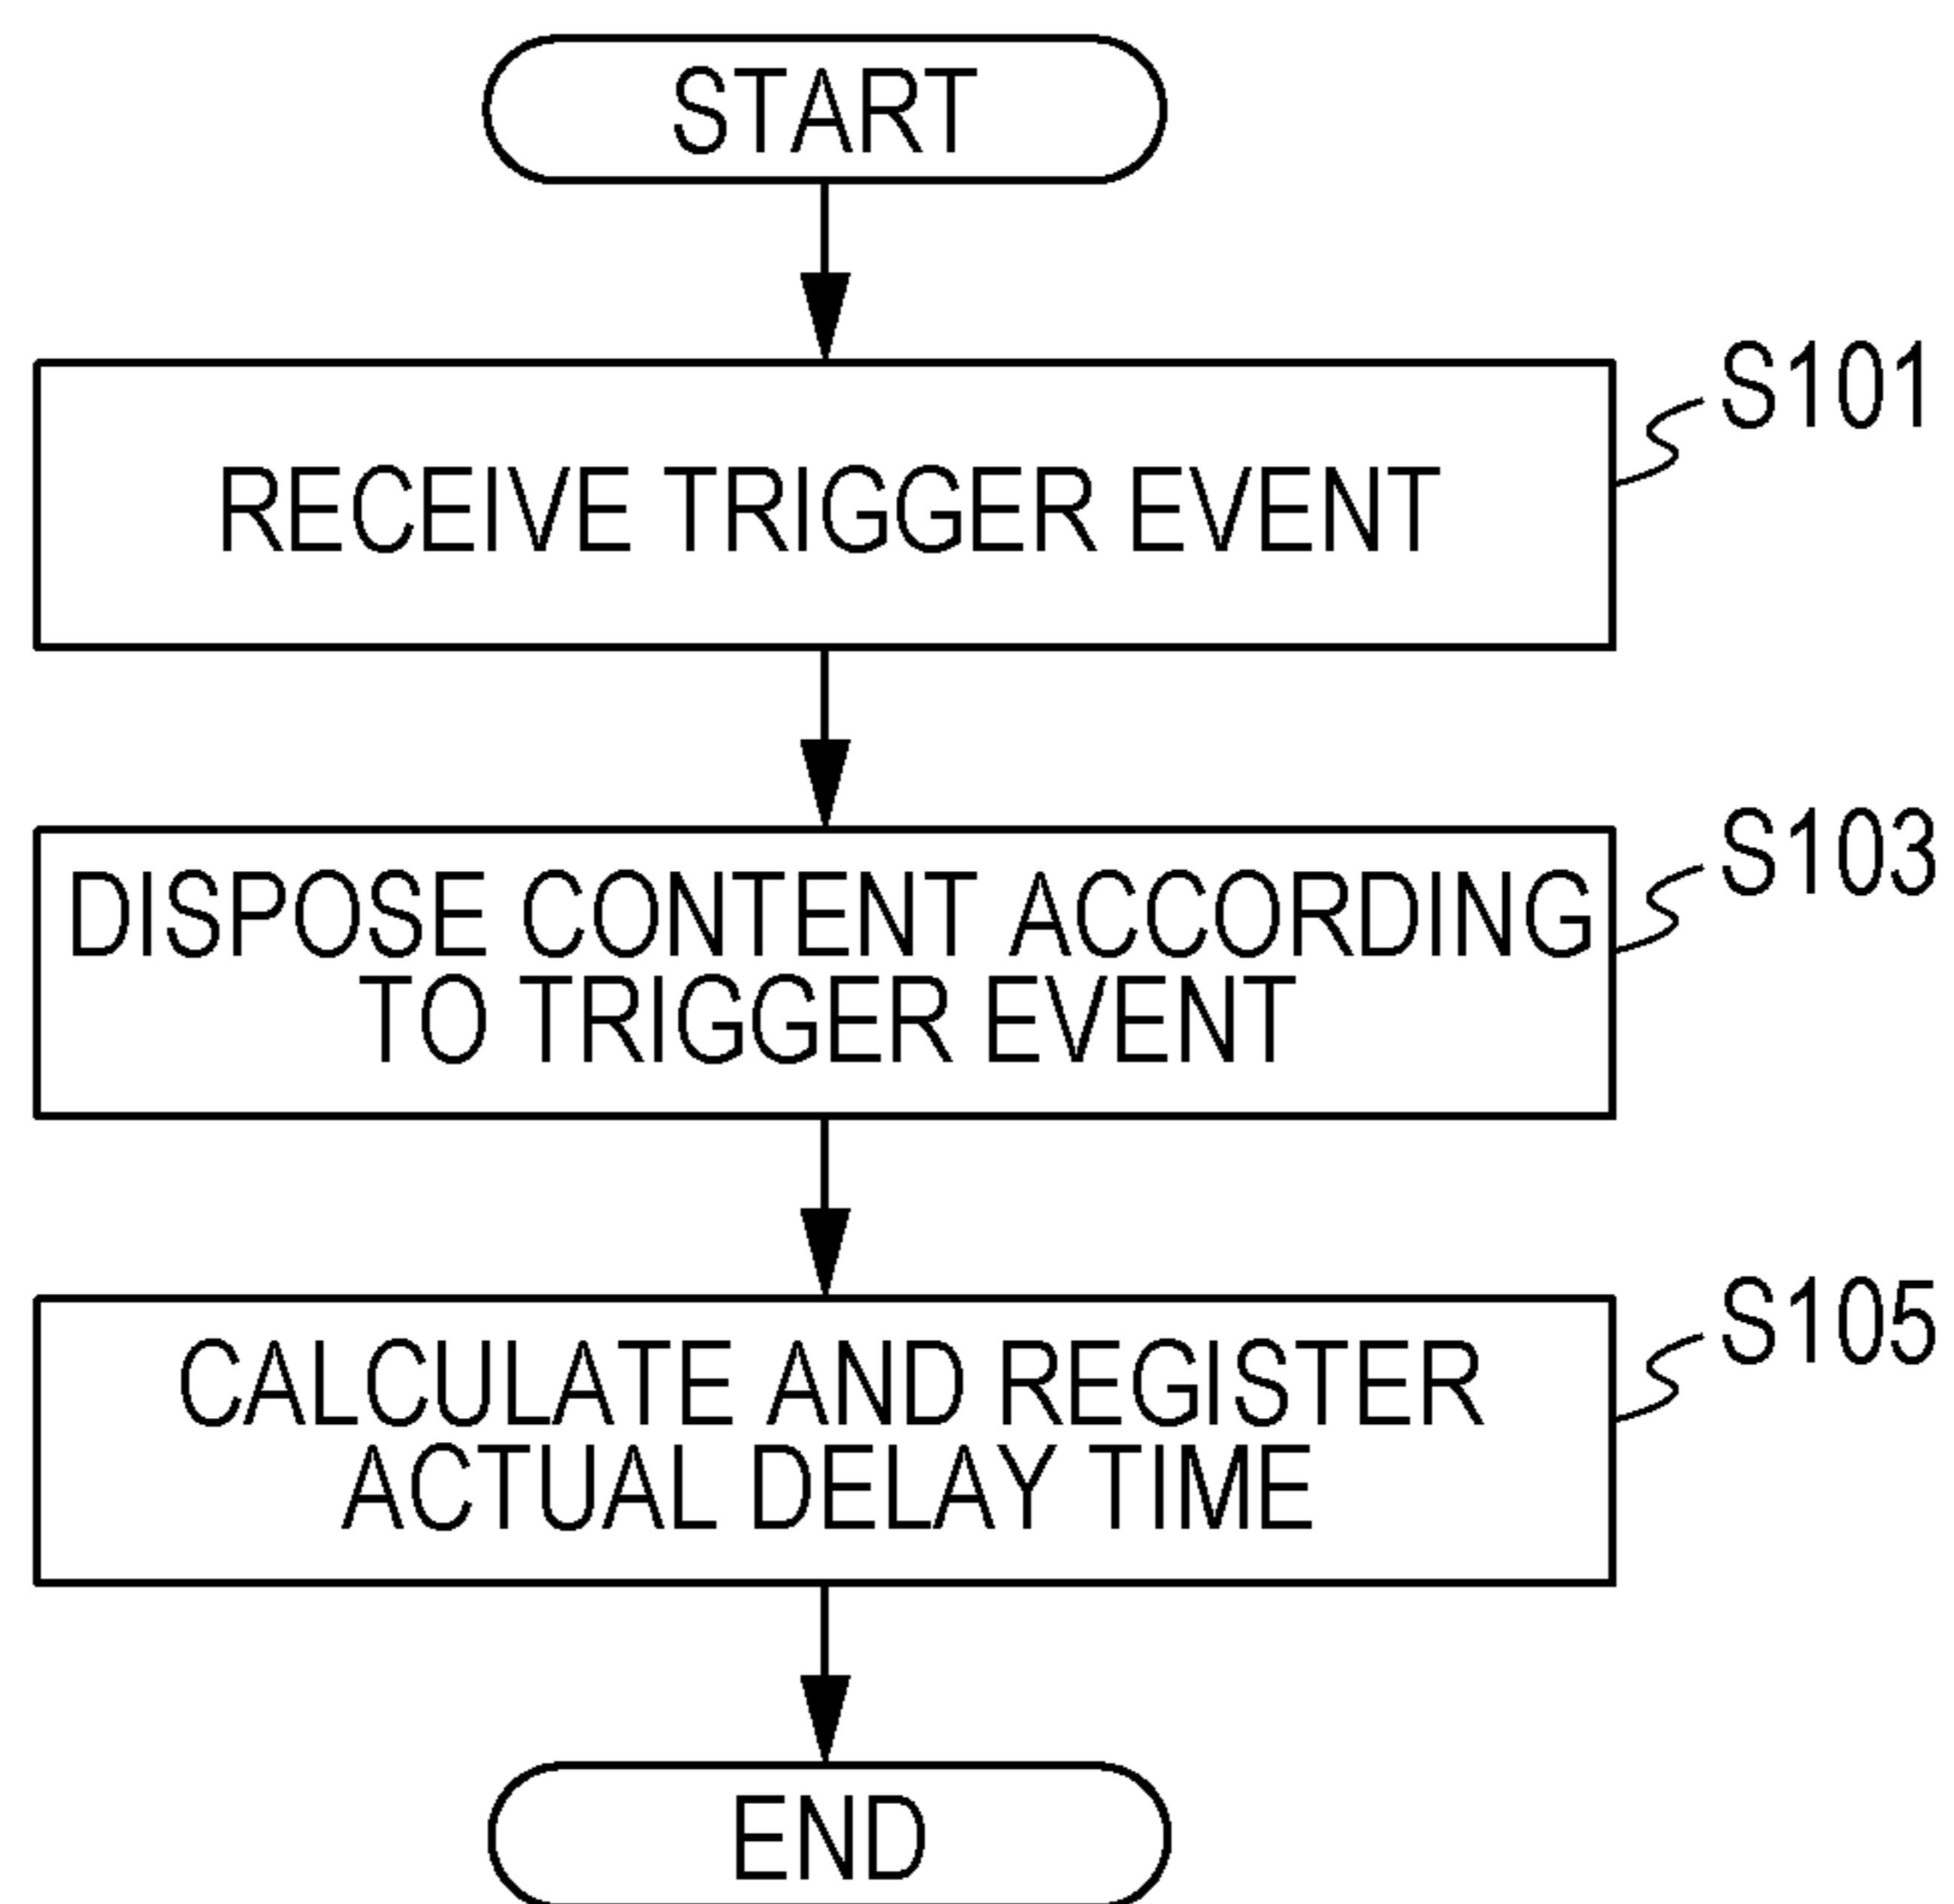 START
S101
RECEIVE TRIGGER EVENT
S103
DISPOSE CONTENT ACCORDING
TO TRIGGER EVENT
S105
CALCULATE AND REGISTER
ACTUAL DELAY TIME
END